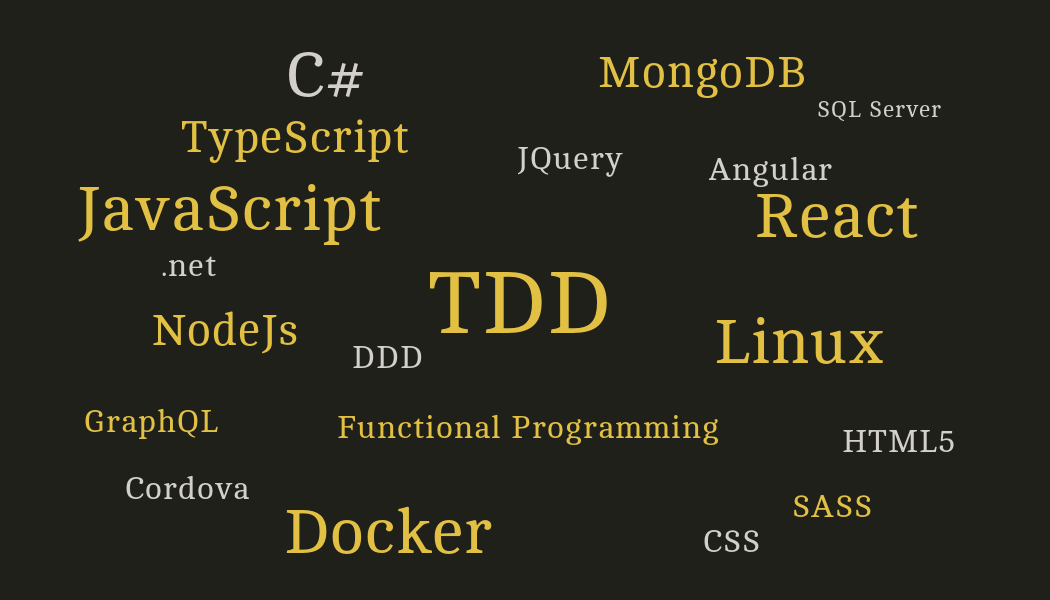 C#
MongoDB
SQL Server
TypeScript
JQuery
Angular
JavaScript
React
.net
TDD
NodeJs
Linux
DDD
GraphQL
Functional Programming
HTML5
Cordova
SASS
Docker
CSS